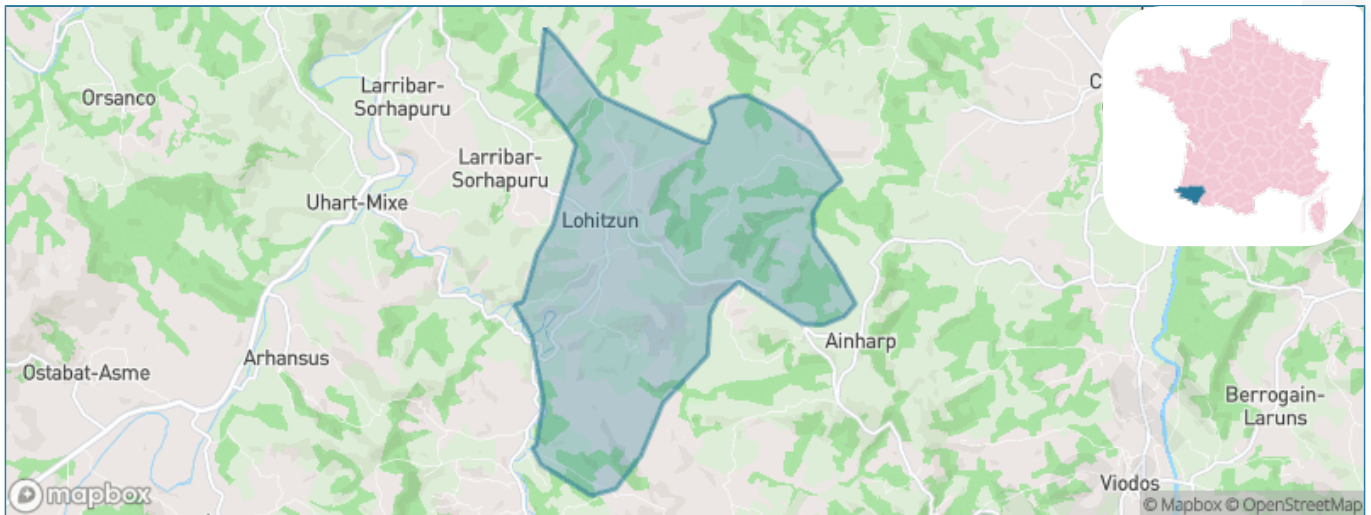 Orsanco
Larribar-
Sorhapuru
C
Larribar-
Sorhapuru
Uhart-Mixe
Lohitzun
Ainharp
Arhansus
Ostabat-Asme
Berrogain-
Laruns
Viodos
mapbox
© Mapbox © OpenStreetMap